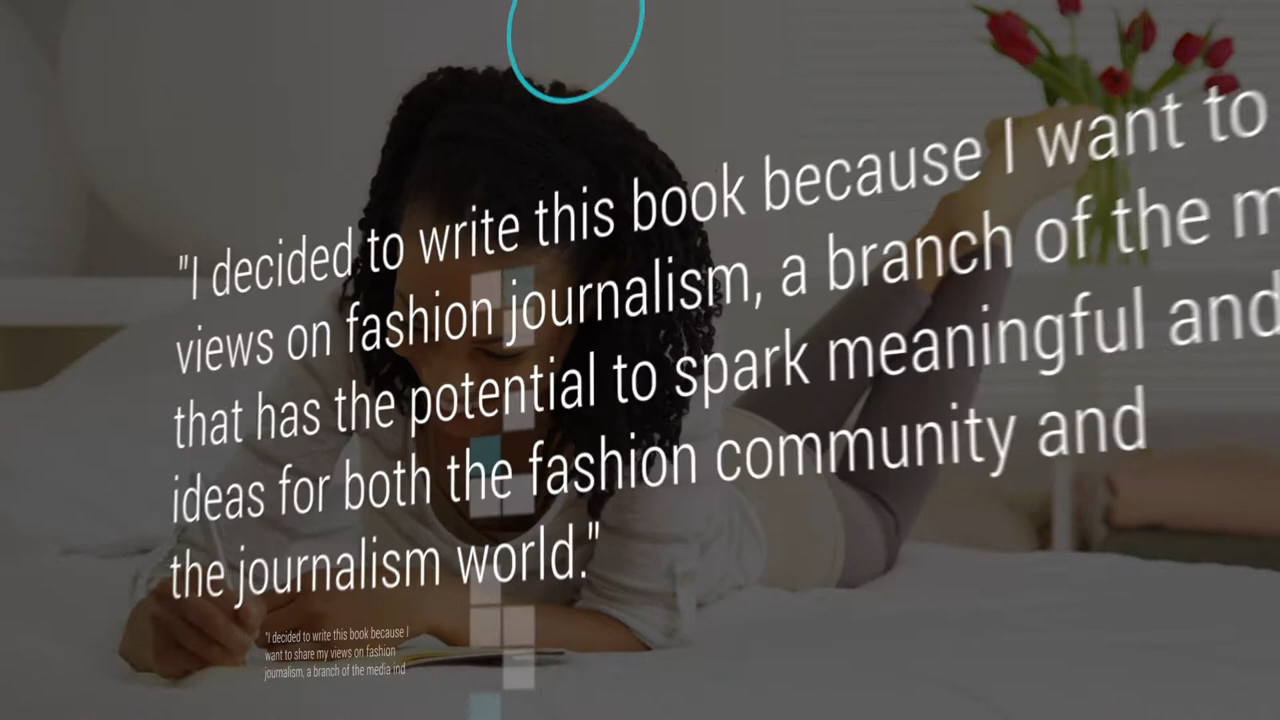 "I decided to write this book because I want to
views on fashion journalism, a branch of the m
that has the potential to spark meaningful and
ideas for both the fashion community and
the journalism world."
"I decided to write this book because I
want to share my views on fashion
journalism, a branch of the media ind